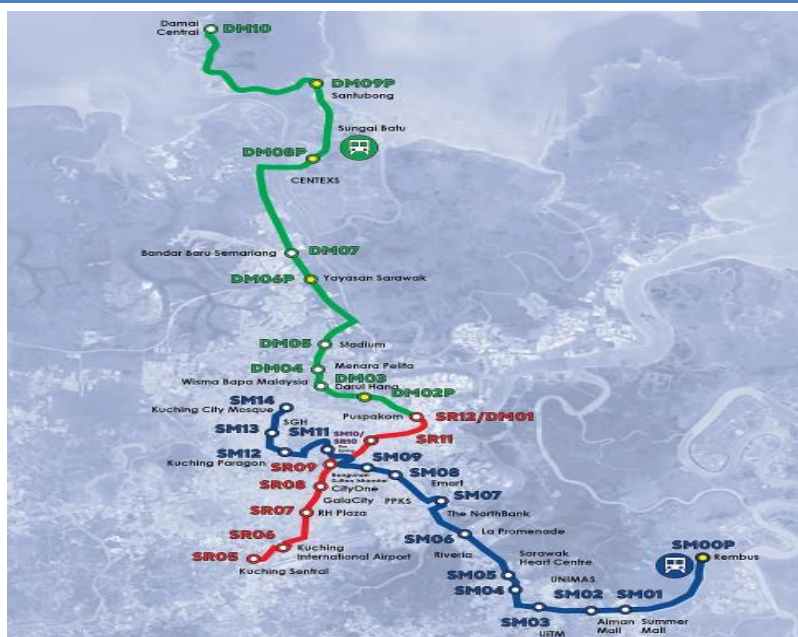 Damai
Central
DM10
DM09P
Santubong
Sungai Batu
DM08P
CENTEXS
Bandar Baru Semariang
DM07
DM06P
Yayasan Sarawak
DM05
Stadium
DM04
Menara Pelita
Wisma Bapa Malaysia
DM03
Darul Hana
DM02P
SM14
Kuching City Mosque
Puspakom
SR12/DM01
SGH
SM13
SM11
SM10/
SR10
SR11
SM12
Kuching Paragon
SR09
SM09
Bangunan
Sultan Iskandar
SM08
SR08
CityOne
Emart
GalaCity
PPKS
SM07
SR07
RH Plaza
The NorthBank
SR06
SM06
La Promenade
Kuching
International Airport
SR05
Riveria
Sarawak
Heart Centre
SM00P
Rembus
Kuching Sentral
SM05
UNIMAS
SM04
SM02
SM01
SM03
Aiman
Mall
Summer
Mall
UiTM